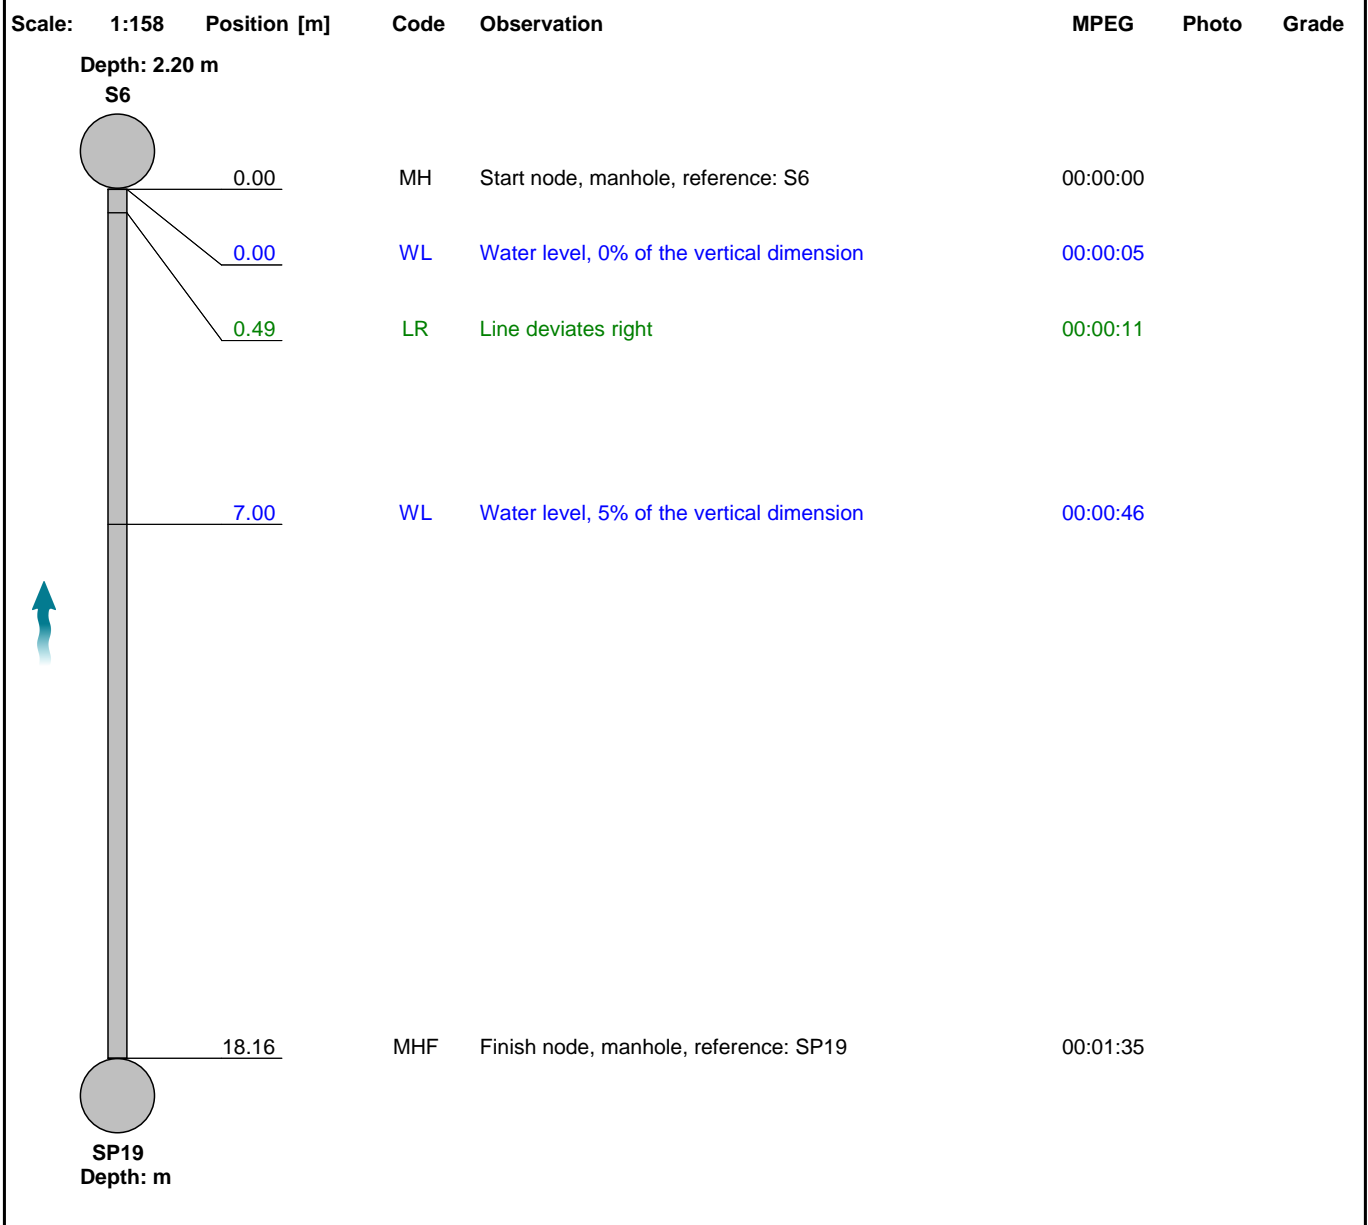 Scale: 1:158 Position [m] Code Observation MPEG Photo Grade
Depth: 2.20 m
S6
0.00 MH Start node, manhole, reference: S6 00:00:00
0.00 WL Water level, 0% of the vertical dimension 00:00:05
0.49 LR Line deviates right 00:00:11
7.00 WL Water level, 5% of the vertical dimension 00:00:46
18.16 MHF Finish node, manhole, reference: SP19 00:01:35
SP19
Depth: m